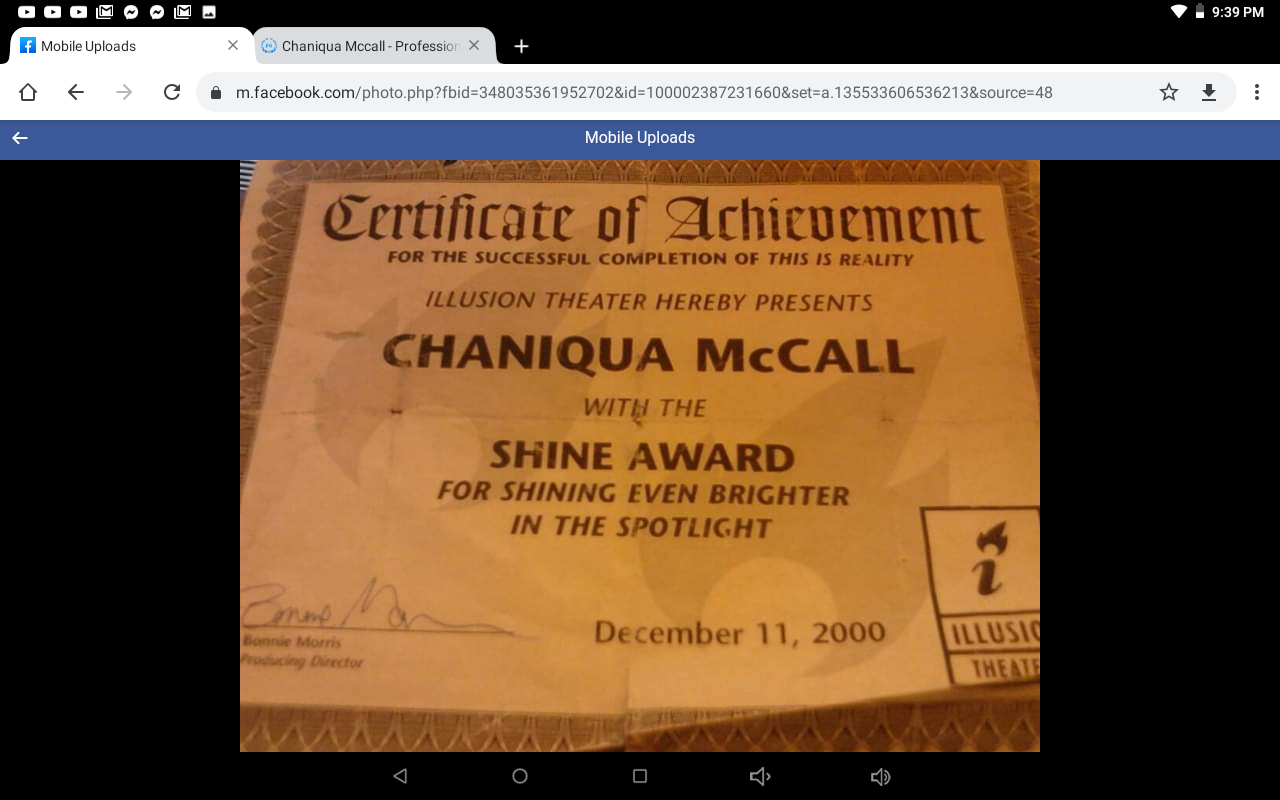 9:39 PM
Mobile Uploads
Chaniqua Mccall - Profession
m.facebook.com/photo.php?fbid=348035361952702&id=100002387231660&set=a.135533606536213&source=48
Mobile Uploads
Certificate of Achievement
FOR THE SUCCESSFUL COMPLETION OF THIS IS REALITY
ILLUSION THEATER HEREBY PRESENTS
CHANIQUA McCALL
WITH THE
SHINE AWARD
FOR SHINING EVEN BRIGHTER
IN THE SPOTLIGHT
Bonnie Morris
Producing Director
December 11, 2000
i
ILLUSIO
THEATE